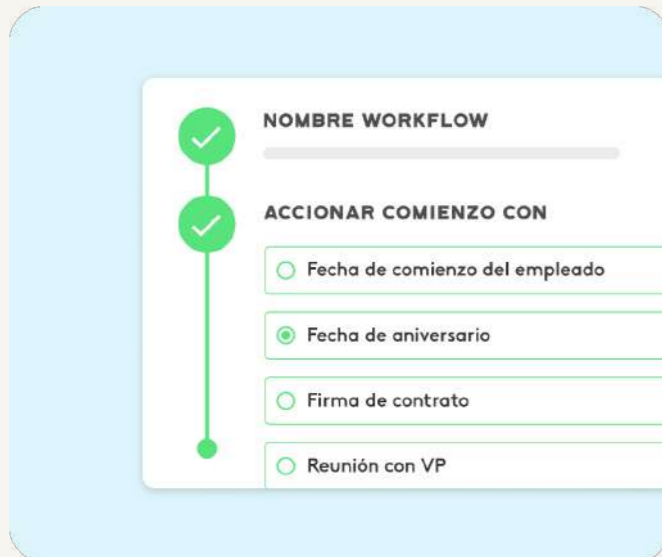 NOMBRE WORKFLOW
ACCIONAR COMIENZO CON
Fecha de comienzo del empleado
Fecha de aniversario
Firma de contrato
Reunión con VP